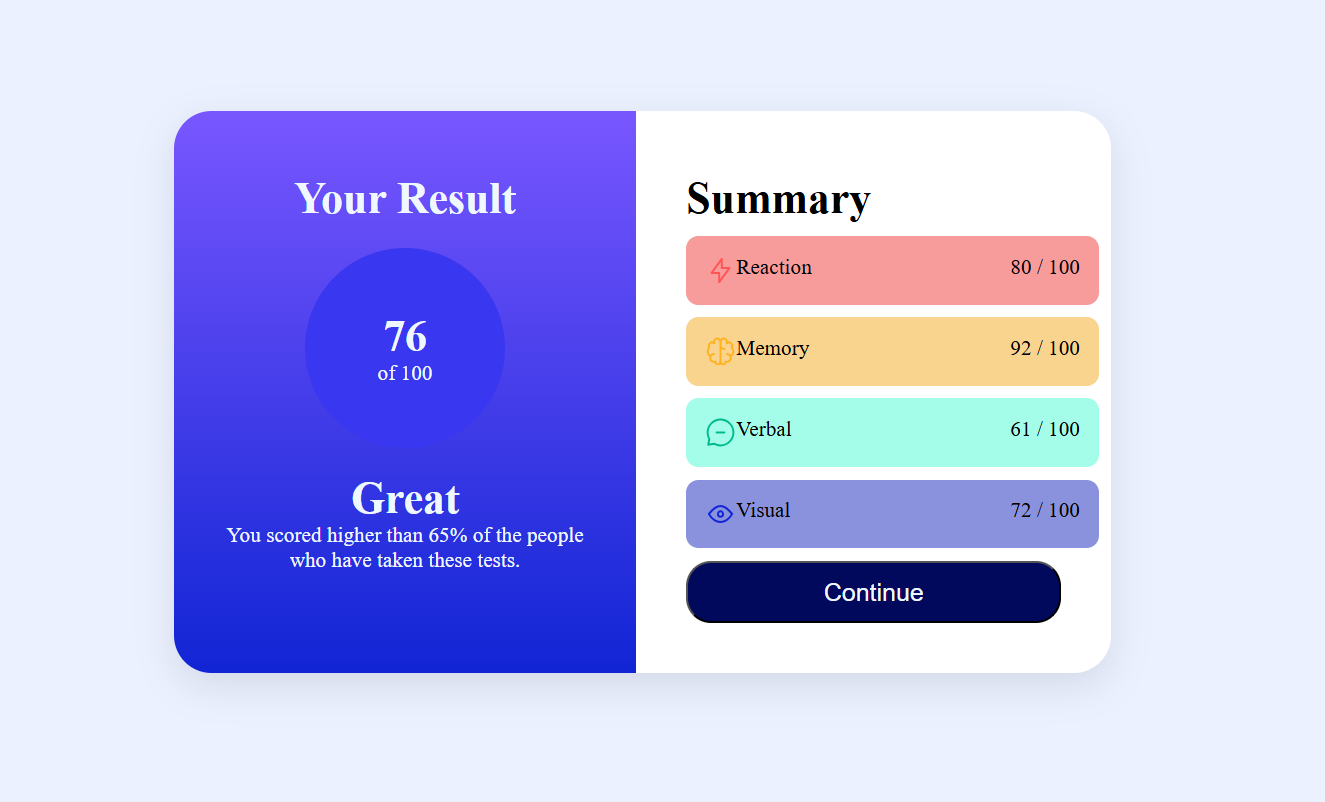 Your Result
76
of 100
Great
You scored higher than 65% of the people
who have taken these tests.
Summary
Reaction 80 / 100
Memory 92 / 100
Verbal 61 / 100
Visual 72 / 100
Continue